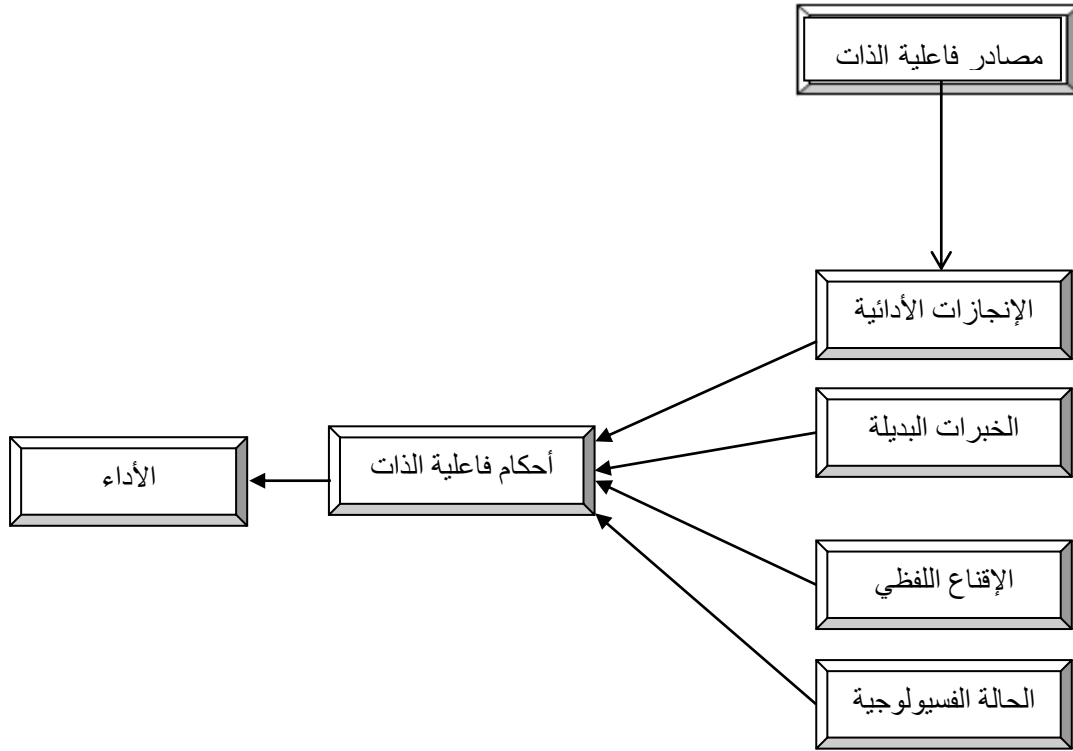 مصادر فاعلية الذات
الإنجازات الأدائية
الخبرات البديلة
أحكام فاعلية الذات
الأداء
الإقناع اللفظي
الحالة الفسيولوجية